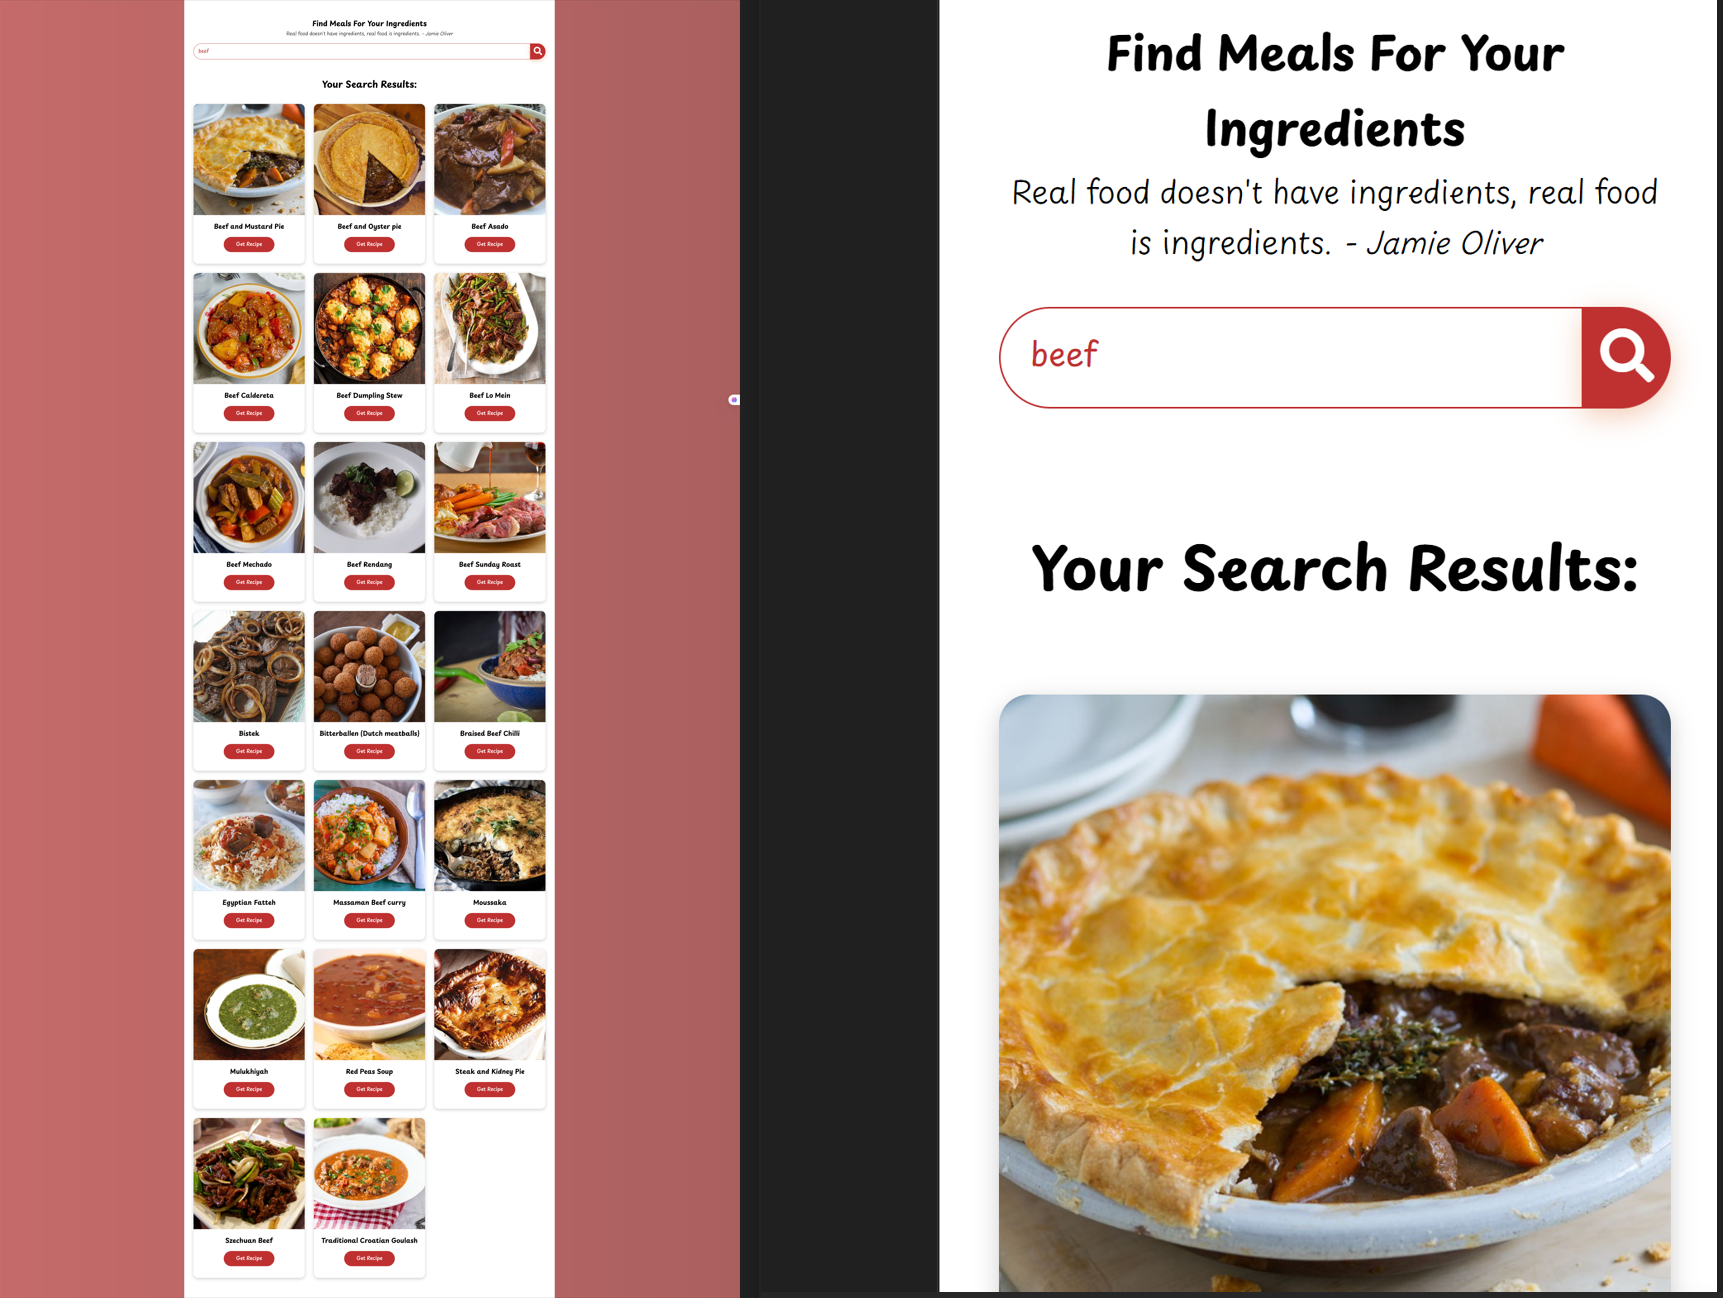 Find Meals For Your Ingredients
Real food doesn't have ingredients, real food is ingredients. - Jamie Oliver
beef
Your Search Results:
Beef and Mustard Pie
Get Recipe
Beef and Oyster pie
Get Recipe
Beef Asado
Get Recipe
Beef Caldereta
Get Recipe
Beef Dumpling Stew
Get Recipe
Beef Lo Mein
Get Recipe
Beef Mechado
Get Recipe
Beef Rendang
Get Recipe
Beef Sunday Roast
Get Recipe
Bistek
Get Recipe
Bitterballen (Dutch meatballs)
Get Recipe
Braised Beef Chilli
Get Recipe
Egyptian Fatteh
Get Recipe
Massaman Beef curry
Get Recipe
Moussaka
Get Recipe
Mulukhiyah
Get Recipe
Red Peas Soup
Get Recipe
Steak and Kidney Pie
Get Recipe
Szechuan Beef
Get Recipe
Traditional Croatian Goulash
Get Recipe
Find Meals For Your
Ingredients
Real food doesn't have ingredients, real food
is ingredients. - Jamie Oliver
beef
Your Search Results: